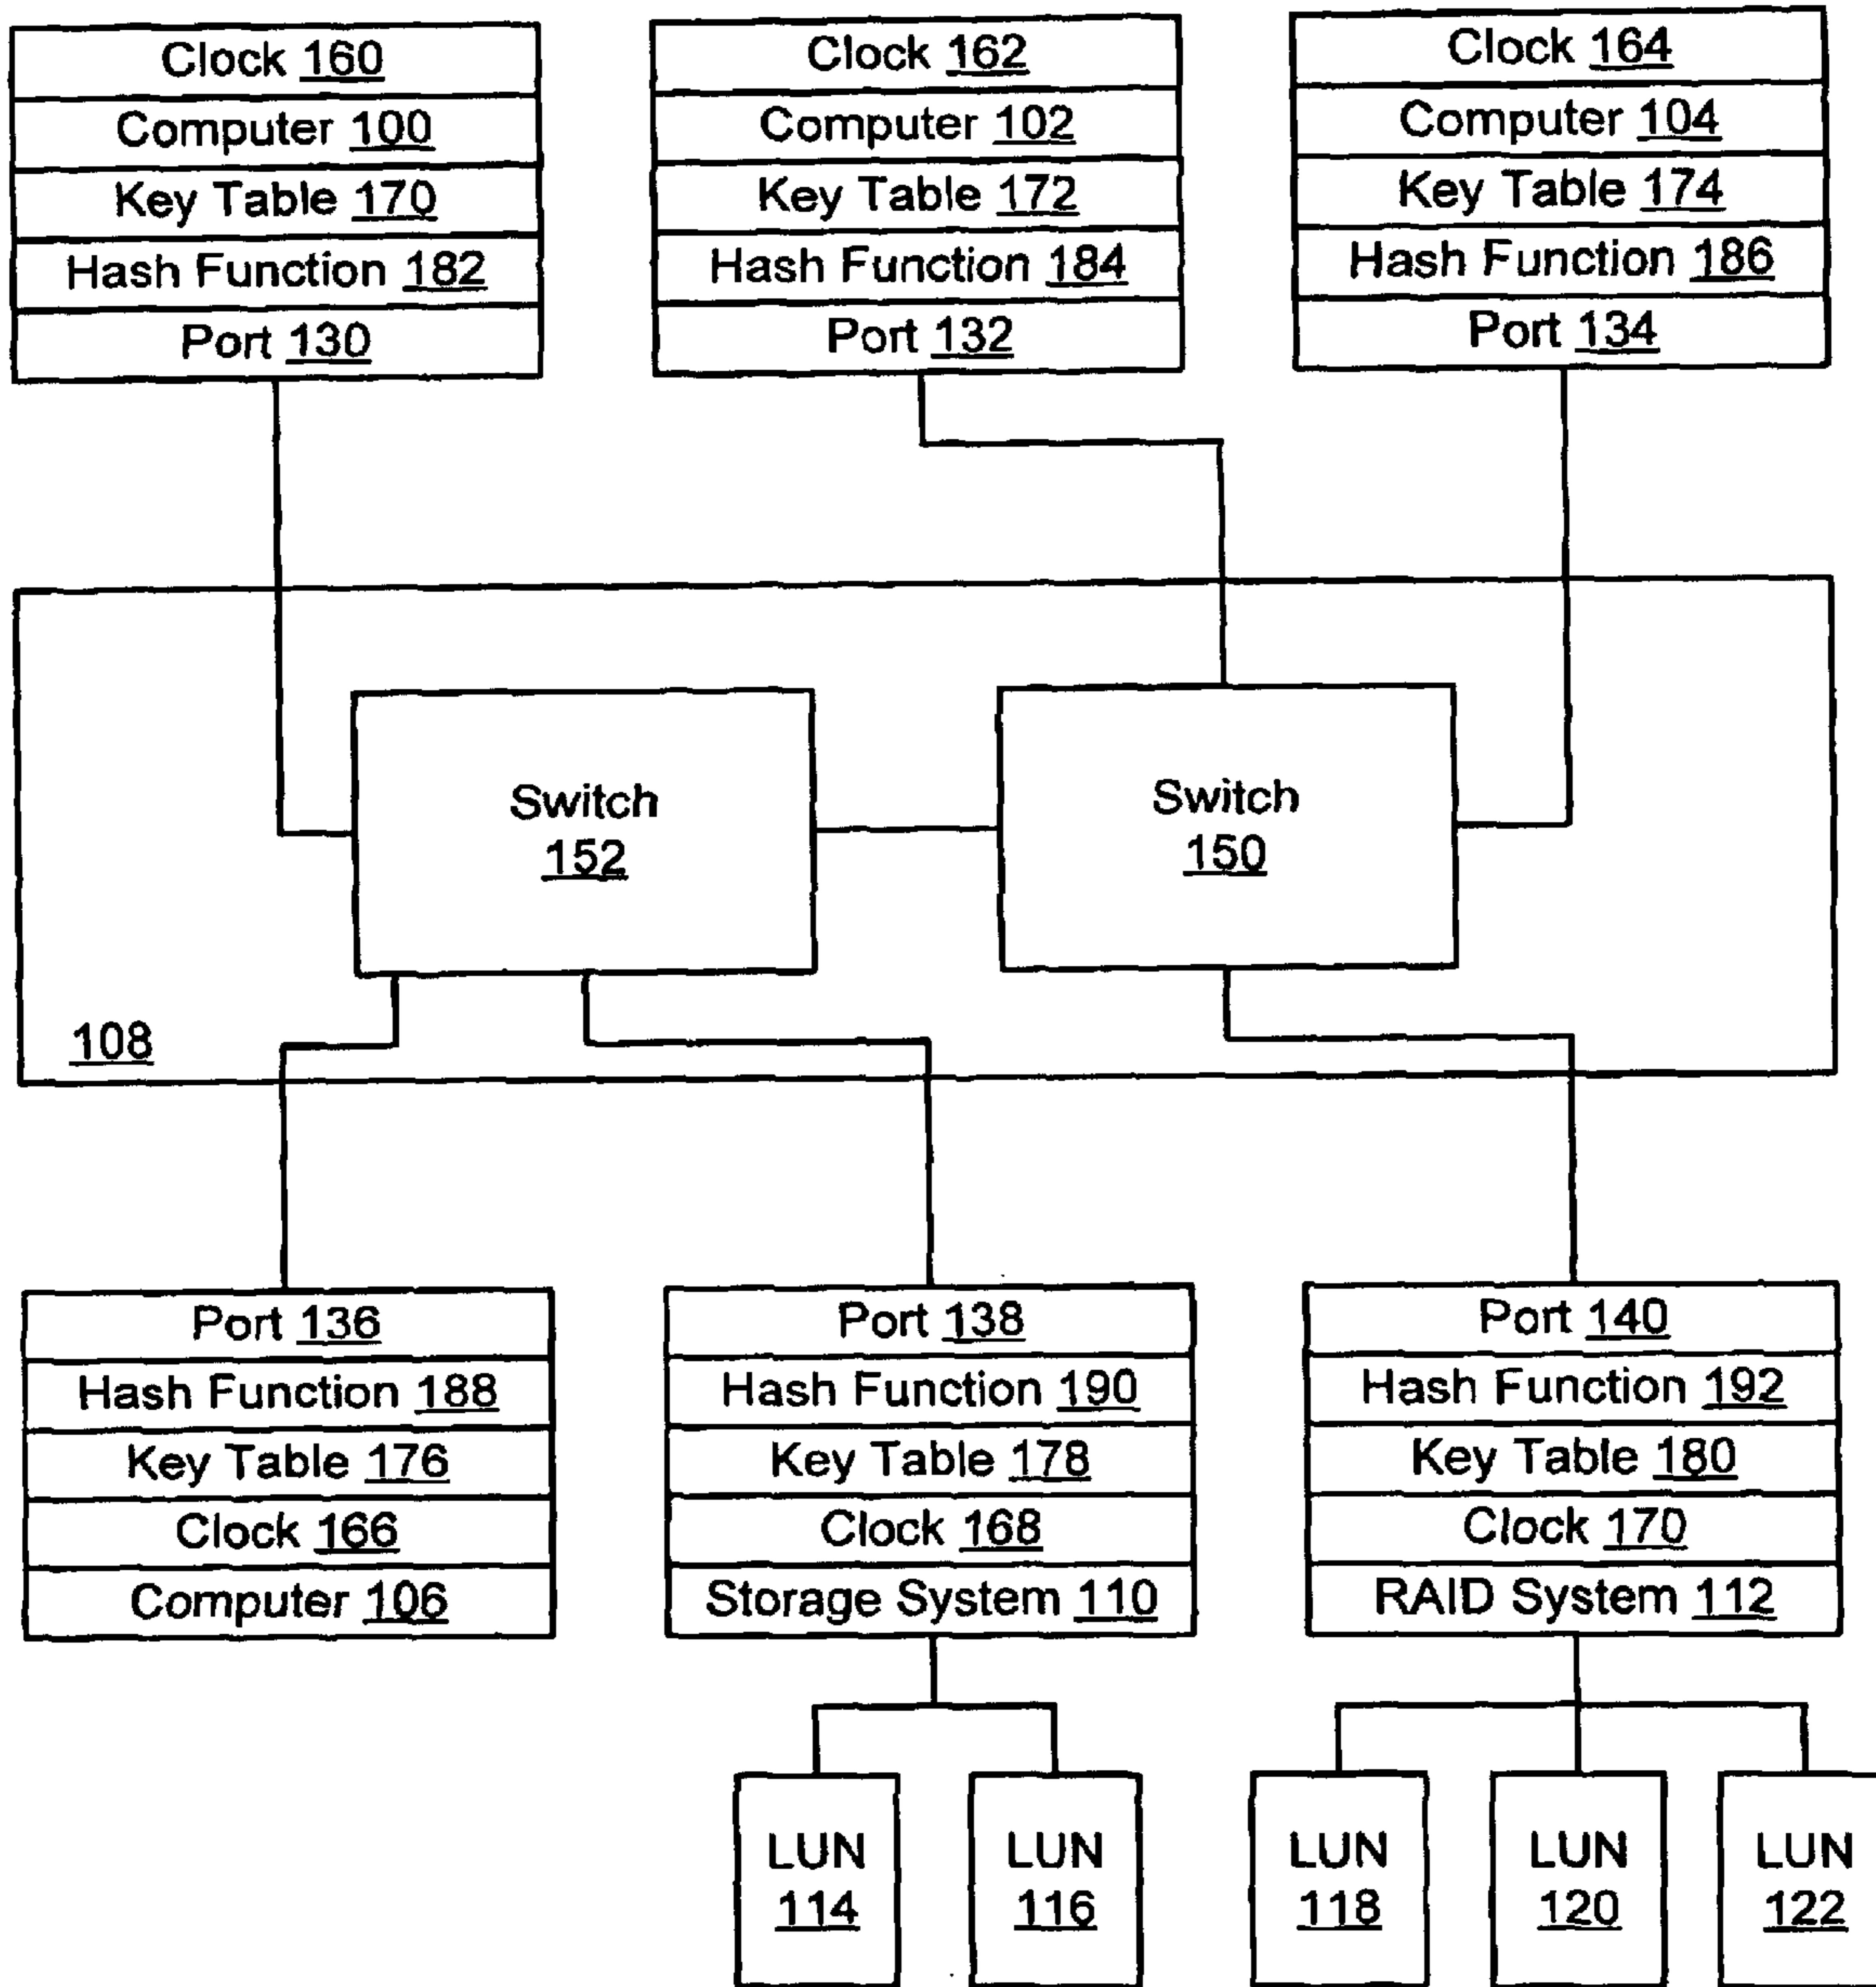 Clock 160
Computer 100
Key Table 170
Hash Function 182
Port 130
Clock 162
Computer 102
Key Table 172
Hash Function 184
Port 132
Clock 164
Computer 104
Key Table 174
Hash Function 186
Port 134
Switch
152
Switch
150
108
Port 136
Hash Function 188
Key Table 176
Clock 166
Computer 106
Port 138
Hash Function 190
Key Table 178
Clock 168
Storage System 110
Port 140
Hash Function 192
Key Table 180
Clock 170
RAID System 112
LUN
114
LUN
116
LUN
118
LUN
120
LUN
122